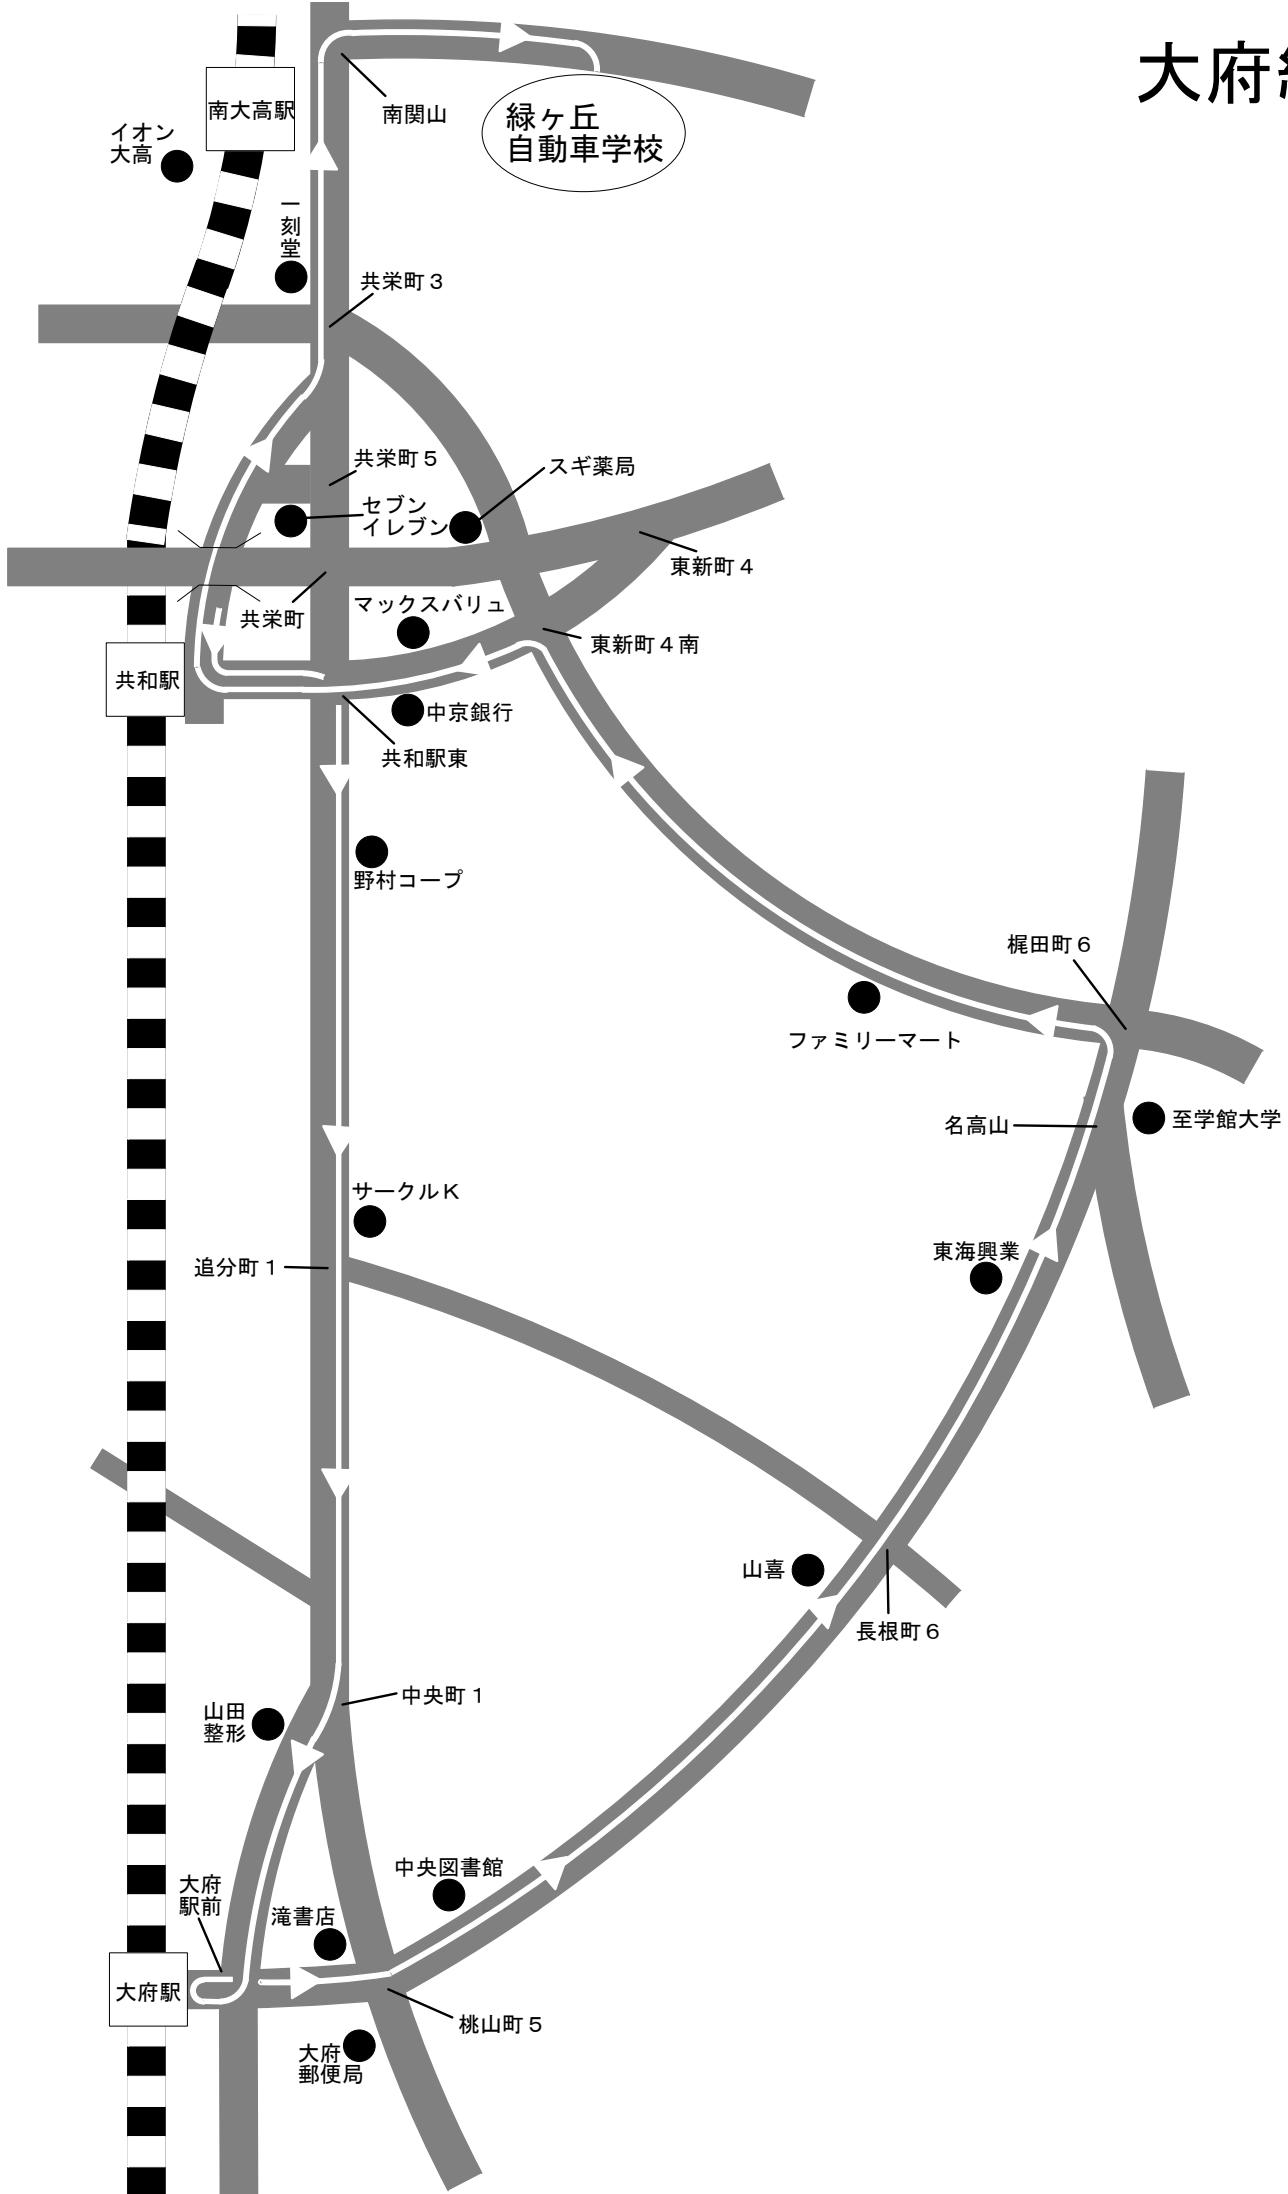 大府
南大高駅
南関山
緑ヶ丘
自動車学校
イオン
大高
一刻堂
共栄町３
共栄町５
スギ薬局
セブン
イレブン
東新町４
共栄町
マックスバリュ
東新町４南
共和駅
中京銀行
共和駅東
野村コープ
梶田町６
ファミリーマート
名高山
至学館大学
サークルＫ
追分町１
東海興業
山喜
長根町６
中央町１
山田
整形
中央図書館
大府
駅前
滝書店
大府駅
桃山町５
大府
郵便局